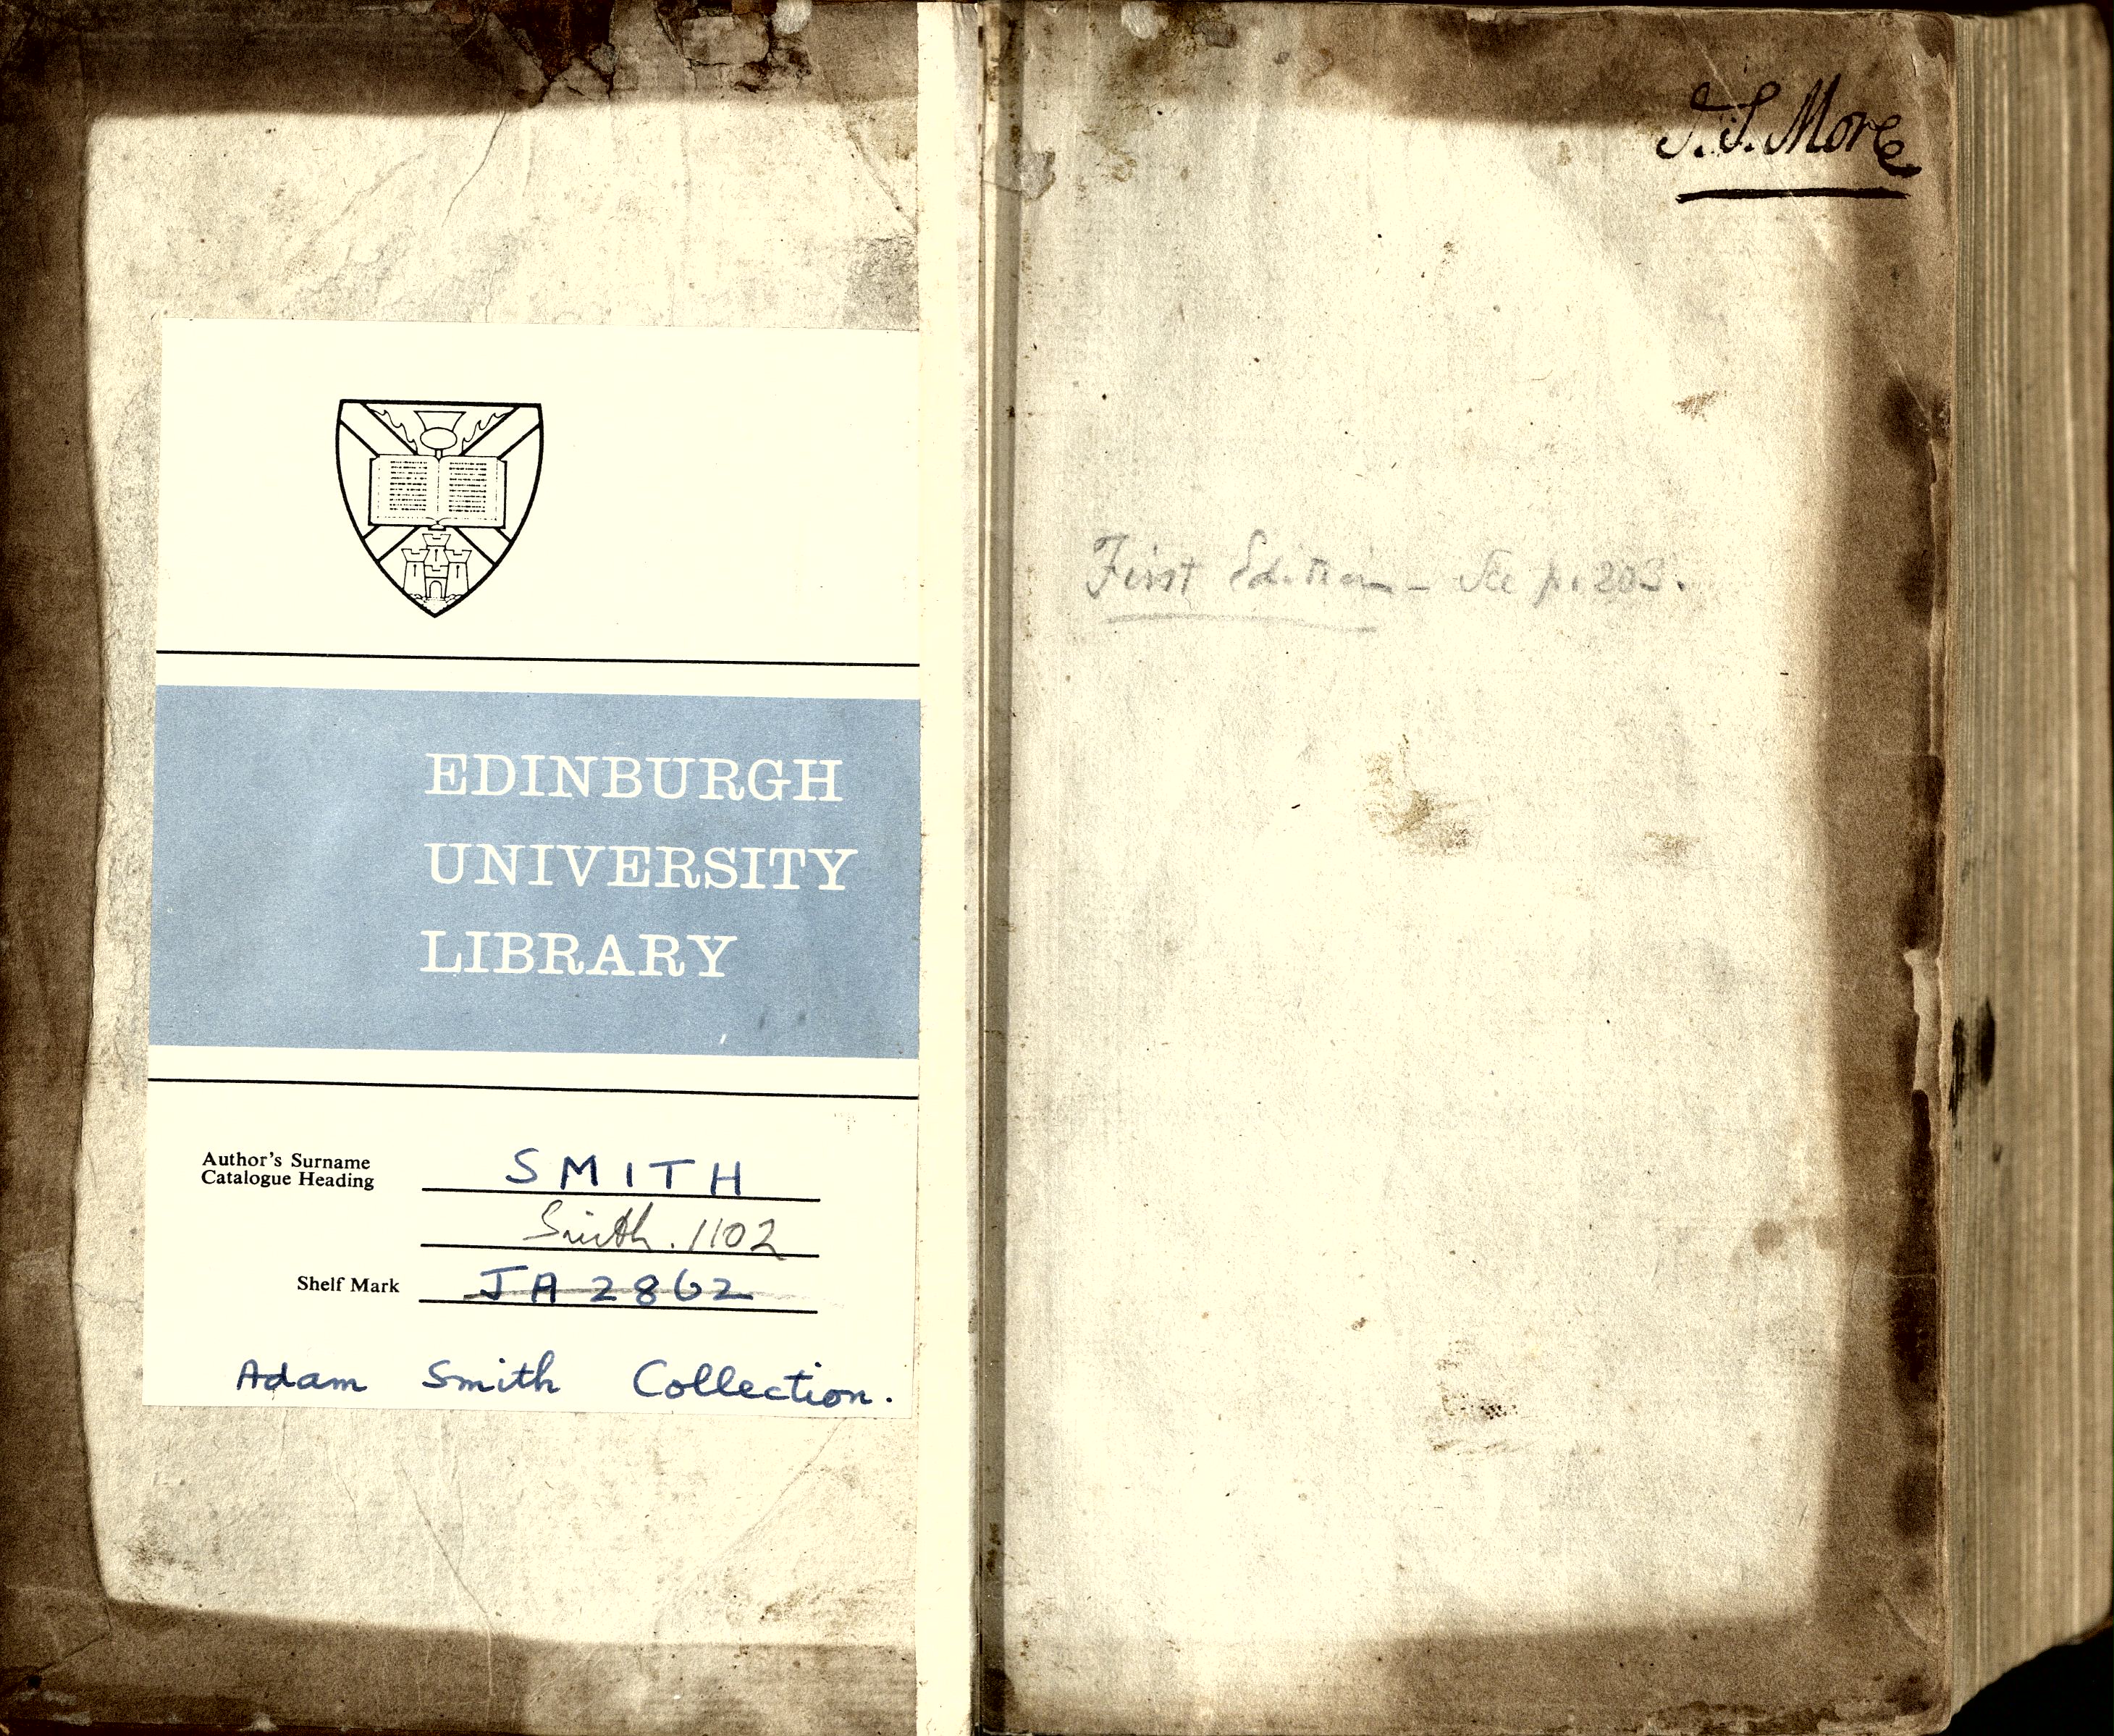 EDINBURGH
UNIVERSITY
LIBRARY
Author's Surname
Catalogue Heading
SMITH
Smith. 1102
Shelf Mark
JA 2862
Adam Smith Collection.
J. S. More
First Edition - See p. 203.